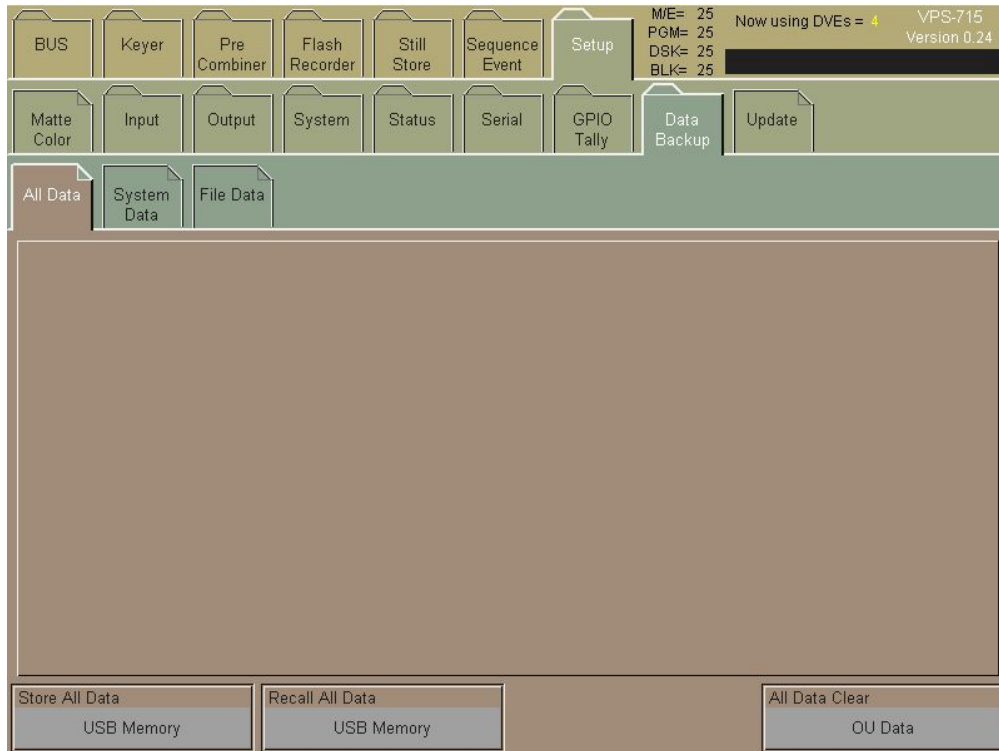 BUS
Keyer
Pre
Combiner
Flash
Recorder
Still
Store
Sequence
Event
Setup
M/E= 25
PGM= 25
DSK= 25
BLK= 25
Now using DVEs = 4
VPS-715
Version 0.24
Matte
Color
Input
Output
System
Status
Serial
GPIO
Tally
Data
Backup
Update
All Data
System
Data
File Data
Store All Data
USB Memory
Recall All Data
USB Memory
All Data Clear
OU Data